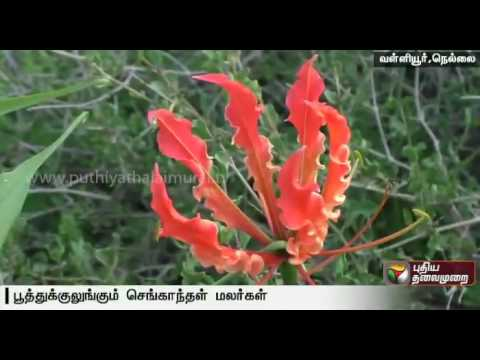 வள்ளியூர்,நெல்லை
www.puthiyathalaimurai.tv
புதிய
தலைமுறை
பூத்துக்குலுங்கும் செங்காந்தள் மலர்கள்